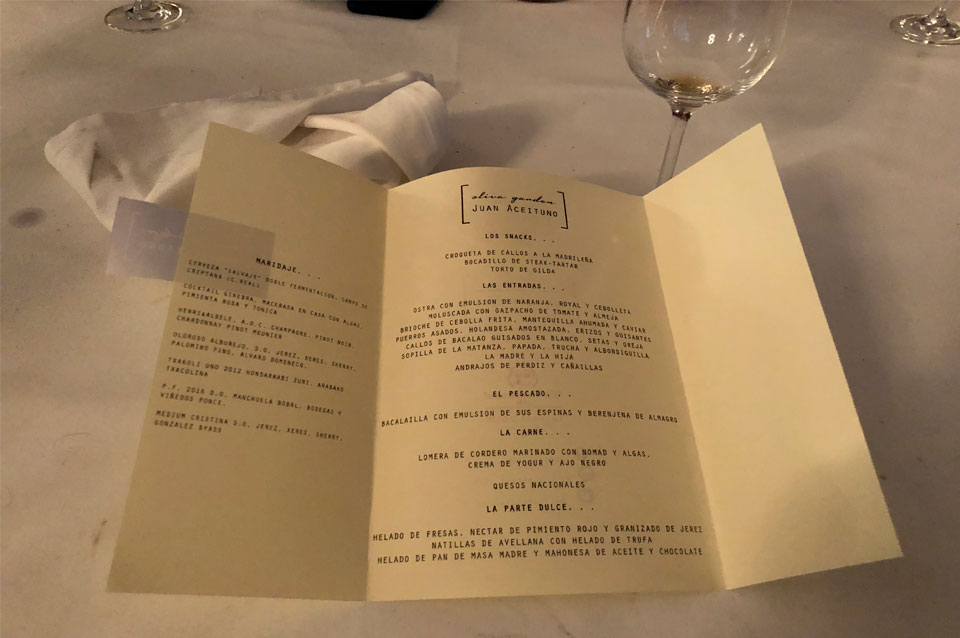 MARIDAJE. . .
CERVEZA "SALVAJE" DOBLE FERMENTACIÓN, CAMPO DE
CRIPTANA (C.REAL)
COCKTAIL GINEBRA, MACERADA EN CASA CON ALGAS,
PIMIENTA ROSA Y TONICA
HENRI&ALBELE, A.O.C. CHAMPAGNE, PINOT NOIR,
CHARDONNAY PINOT MEUNIER
OLOROSO ALBUREJO, D.O. JEREZ, XERES, SHERRY,
PALOMINO FINO, ALVARO DOMENECQ.
TXAKOLI UNO 2012 HONDARRABI ZURI, ARABAKO
TXACOLINA
P.F. 2016 D.O. MANCHUELA BOBAL, BODEGAS Y
VIÑEDOS PONCE.
MEDIUM CRISTINA D.O. JEREZ, XERES, SHERRY,
GONZALEZ BYASS
oliva garden
JUAN ACEITUNO
LOS SNACKS. . .
CROQUETA DE CALLOS A LA MADRILEÑA
BOCADILLO DE STEAK-TARTAR
TORTO DE GILDA
LAS ENTRADAS. . .
OSTRA CON EMULSION DE NARANJA, ROYAL Y CEBOLLETA
MOLUSCADA CON GAZPACHO DE TOMATE Y ALMEJA
BRIOCHE DE CEBOLLA FRITA, MANTEQUILLA AHUMADA Y CAVIAR
PUERROS ASADOS, HOLANDESA AMOSTAZADA, ERIZOS Y GUISANTES
CALLOS DE BACALAO GUISADOS EN BLANCO, SETAS Y OREJA
SOPILLA DE LA MATANZA, PAPADA, TRUCHA Y ALBONSIGUILLA
LA MADRE Y LA HIJA
ANDRAJOS DE PERDIZ Y CAÑAILLAS
EL PESCADO. . .
BACALAILLA CON EMULSION DE SUS ESPINAS Y BERENJENA DE ALMAGRO
LA CARNE. . .
LOMERA DE CORDERO MARINADO CON NOMAD Y ALGAS,
CREMA DE YOGUR Y AJO NEGRO
QUESOS NACIONALES
LA PARTE DULCE. . .
HELADO DE FRESAS, NECTAR DE PIMIENTO ROJO Y GRANIZADO DE JEREZ
NATILLAS DE AVELLANA CON HELADO DE TRUFA
HELADO DE PAN DE MASA MADRE Y MAHONESA DE ACEITE Y CHOCOLATE